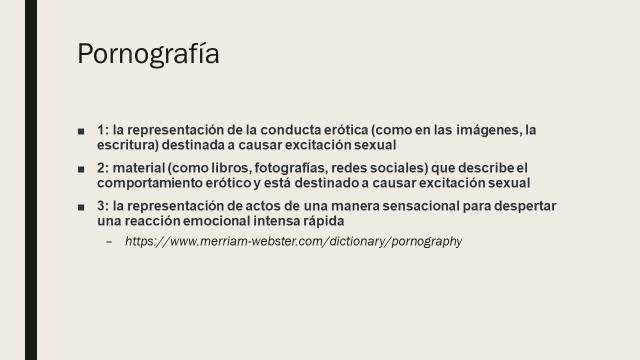 Pornografía
■ 1: la representación de la conducta erótica (como en las imágenes, la
escritura) destinada a causar excitación sexual
■ 2: material (como libros, fotografías, redes sociales) que describe el
comportamiento erótico y está destinado a causar excitación sexual
■ 3: la representación de actos de una manera sensacional para despertar
una reacción emocional intensa rápida
– https://www.merriam-webster.com/dictionary/pornography